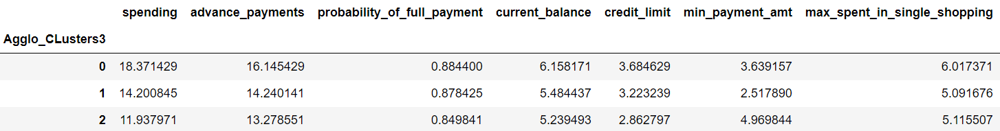 spending advance_payments probability_of_full_payment current_balance credit_limit min_payment_amt max_spent_in_single_shopping
Agglo_CLusters3
0 18.371429 16.145429 0.884400 6.158171 3.684629 3.639157 6.017371
1 14.200845 14.240141 0.878425 5.484437 3.223239 2.517890 5.091676
2 11.937971 13.278551 0.849841 5.239493 2.862797 4.969844 5.115507